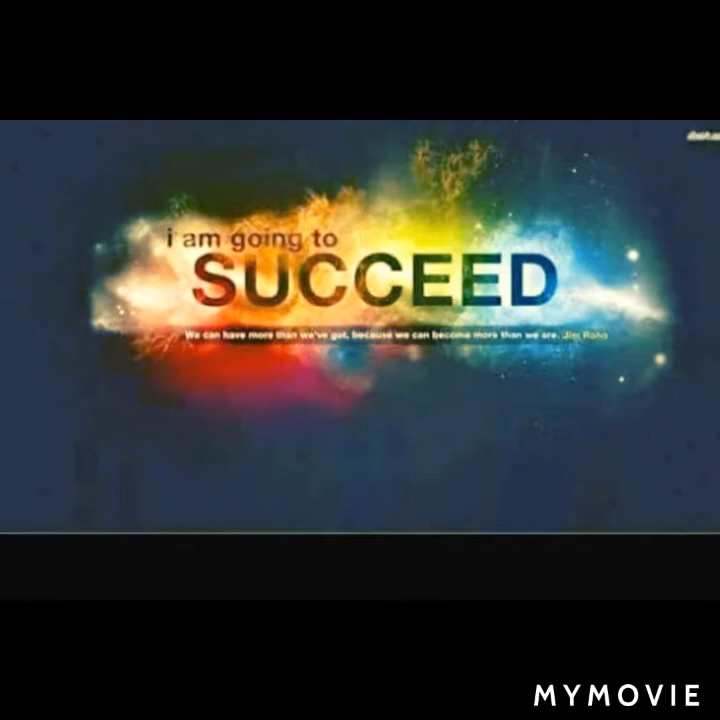 i am going to
SUCCEED
We can have more than we've got, because we can become more than we are. Jim Rohn
MYMOVIE